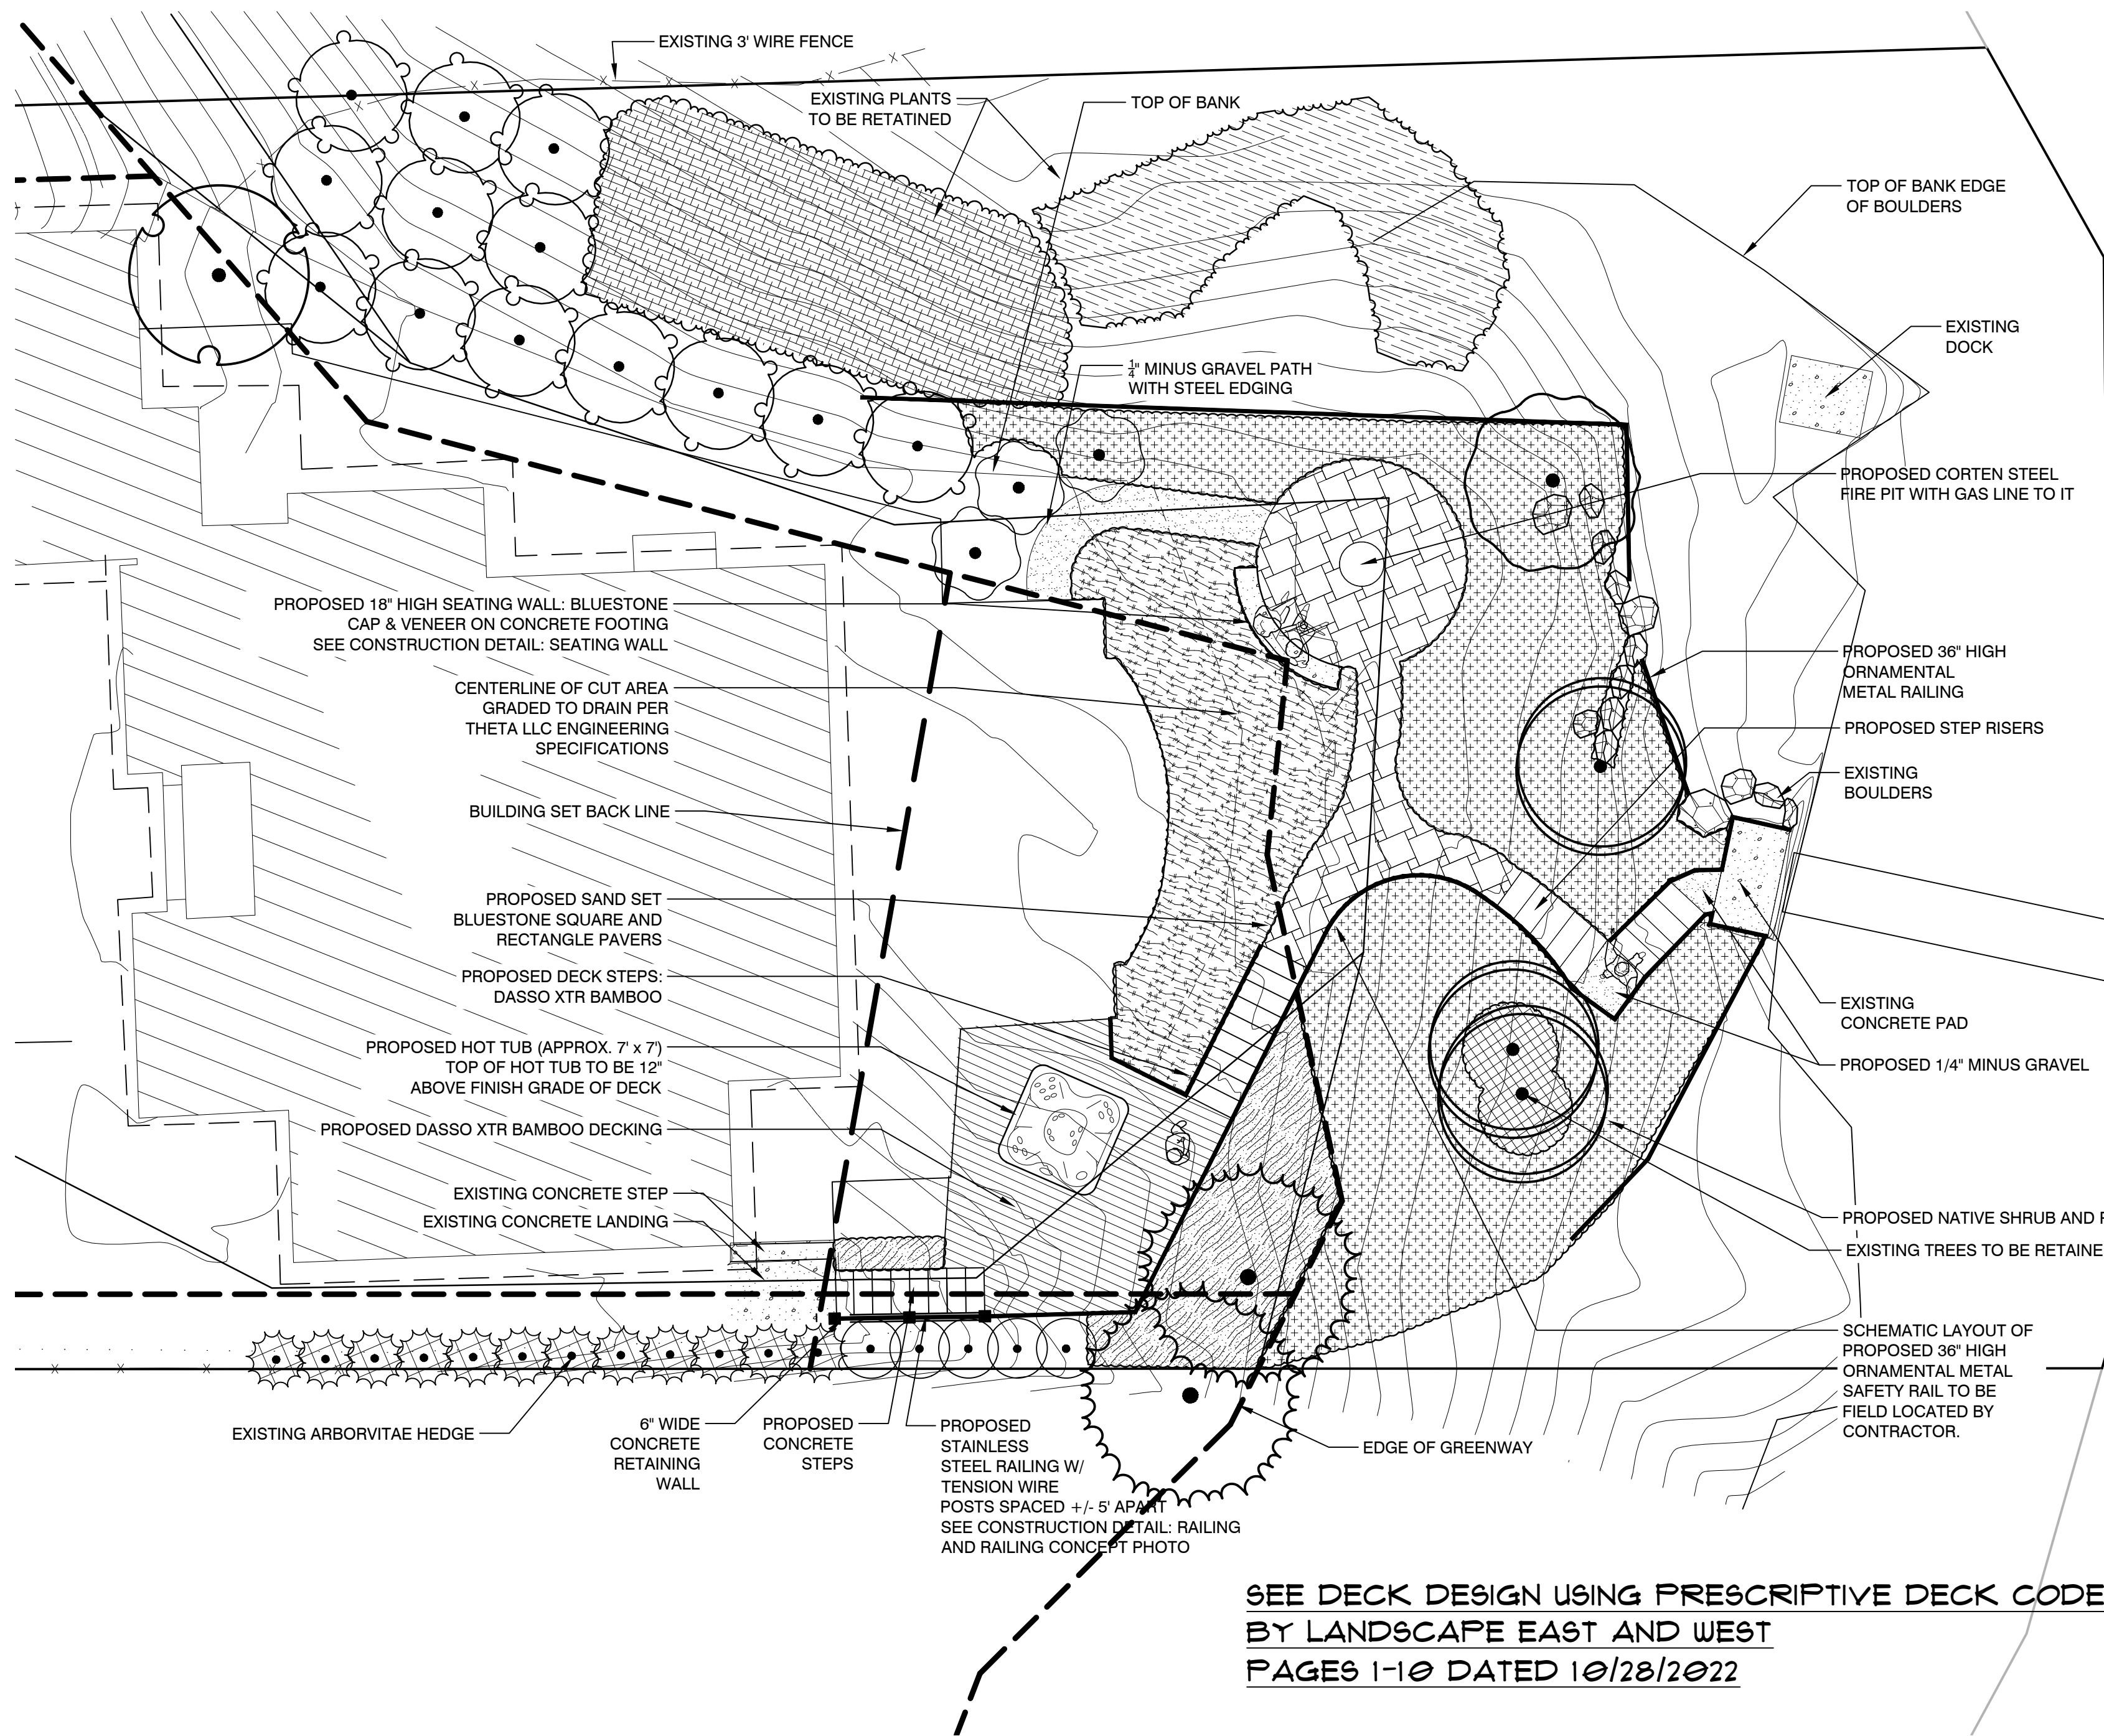 EXISTING 3' WIRE FENCE
EXISTING PLANTS
TO BE RETATINED
TOP OF BANK
TOP OF BANK EDGE
OF BOULDERS
EXISTING
DOCK
1/4" MINUS GRAVEL PATH
WITH STEEL EDGING
PROPOSED CORTEN STEEL
FIRE PIT WITH GAS LINE TO IT
PROPOSED 18" HIGH SEATING WALL: BLUESTONE
CAP & VENEER ON CONCRETE FOOTING
SEE CONSTRUCTION DETAIL: SEATING WALL
PROPOSED 36" HIGH
ORNAMENTAL
METAL RAILING
CENTERLINE OF CUT AREA
GRADED TO DRAIN PER
THETA LLC ENGINEERING
SPECIFICATIONS
PROPOSED STEP RISERS
EXISTING
BOULDERS
BUILDING SET BACK LINE
PROPOSED SAND SET
BLUESTONE SQUARE AND
RECTANGLE PAVERS
PROPOSED DECK STEPS:
DASSO XTR BAMBOO
EXISTING
CONCRETE PAD
PROPOSED HOT TUB (APPROX. 7' x 7')
TOP OF HOT TUB TO BE 12"
ABOVE FINISH GRADE OF DECK
PROPOSED 1/4" MINUS GRAVEL
PROPOSED DASSO XTR BAMBOO DECKING
EXISTING CONCRETE STEP
EXISTING CONCRETE LANDING
PROPOSED NATIVE SHRUB AND
EXISTING TREES TO BE RETAINE
SCHEMATIC LAYOUT OF
PROPOSED 36" HIGH
ORNAMENTAL METAL
SAFETY RAIL TO BE
FIELD LOCATED BY
CONTRACTOR.
EXISTING ARBORVITAE HEDGE
6" WIDE
CONCRETE
RETAINING
WALL
PROPOSED
CONCRETE
STEPS
PROPOSED
STAINLESS
STEEL RAILING W/
TENSION WIRE
POSTS SPACED +/- 5' APART
SEE CONSTRUCTION DETAIL: RAILING
AND RAILING CONCEPT PHOTO
EDGE OF GREENWAY
SEE DECK DESIGN USING PRESCRIPTIVE DECK CODE
BY LANDSCAPE EAST AND WEST
PAGES 1-10 DATED 10/28/2022